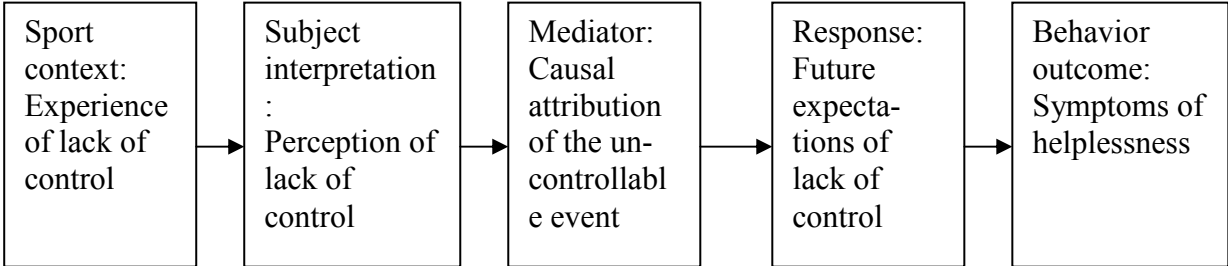 Sport
context:
Experience
of lack of
control
Subject
interpretation
:
Perception of
lack of
control
Mediator:
Causal
attribution
of the un-
controllabl
e event
Response:
Future
expecta-
tions of
lack of
control
Behavior
outcome:
Symptoms of
helplessness